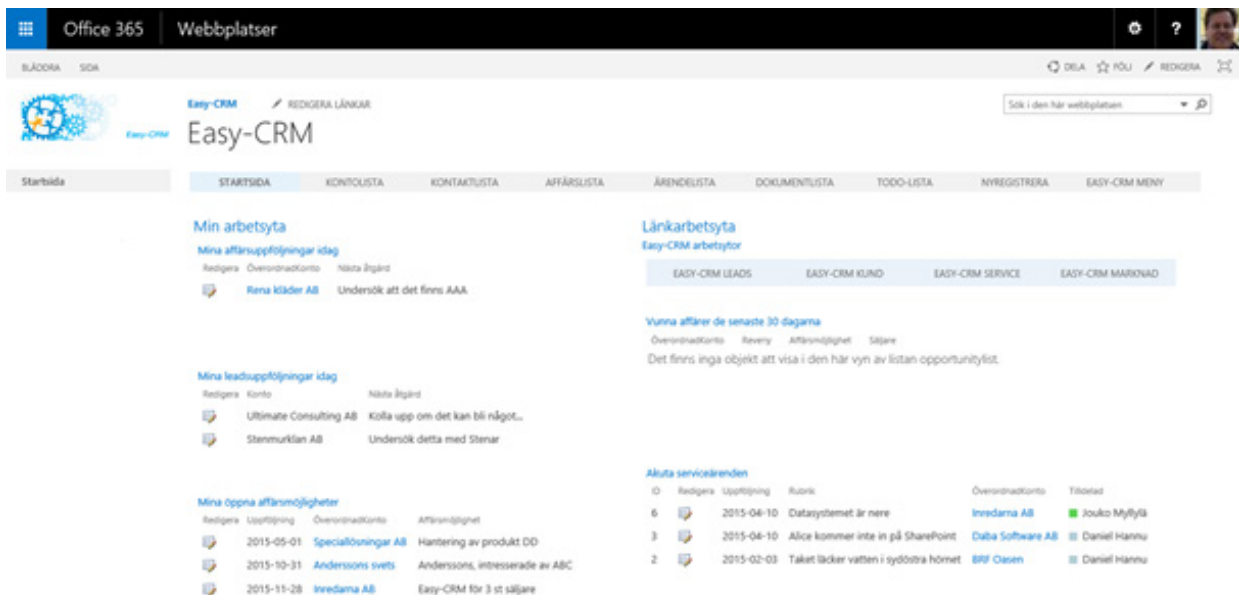 Office 365 Webbplatser ?
BLÄDDRA SIDA DELA FÖLJ REDIGERA
Easy-CRM
Easy-CRM REDIGERA LÄNKAR
Sök i den här webbplatsen
Easy-CRM
Startsida
STARTSIDA KONTOLISTA KONTAKTLISTA AFFÄRSLISTA ÄRENDELISTA DOKUMENTLISTA TODO-LISTA NYREGISTRERA EASY-CRM MENY
Min arbetsyta
Mina affärsuppföljningar idag
Redigera ÖverordnadKonto Nästa åtgärd
Rena kläder AB Undersök att det finns AAA
Mina leadsuppföljningar idag
Redigera Konto Nästa åtgärd
Ultimate Consulting AB Kolla upp om det kan bli något...
Stenmurklan AB Undersök detta med Stenar
Mina öppna affärsmöjligheter
Redigera Uppföljning ÖverordnadKonto Affärsmöjlighet
2015-05-01 Speciallösningar AB Hantering av produkt DD
2015-10-31 Anderssons svets Anderssons, intresserade av ABC
2015-11-28 Inredarna AB Easy-CRM för 3 st säljare
Länkarbetsyta
Easy-CRM arbetsytor
EASY-CRM LEADS EASY-CRM KUND EASY-CRM SERVICE EASY-CRM MARKNAD
Vunna affärer de senaste 30 dagarna
ÖverordnadKonto Reveny Affärsmöjlighet Säljare
Det finns inga objekt att visa i den här vyn av listan opportunitylist.
Akuta serviceärenden
ID Redigera Uppföljning Rubrik ÖverordnadKonto Tilldelad
6 2015-04-10 Datasystemet är nere Inredarna AB Jouko Myllylä
3 2015-04-10 Alice kommer inte in på SharePoint Daba Software AB Daniel Hannu
2 2015-02-03 Taket läcker vatten i sydöstra hörnet BRF Oasen Daniel Hannu